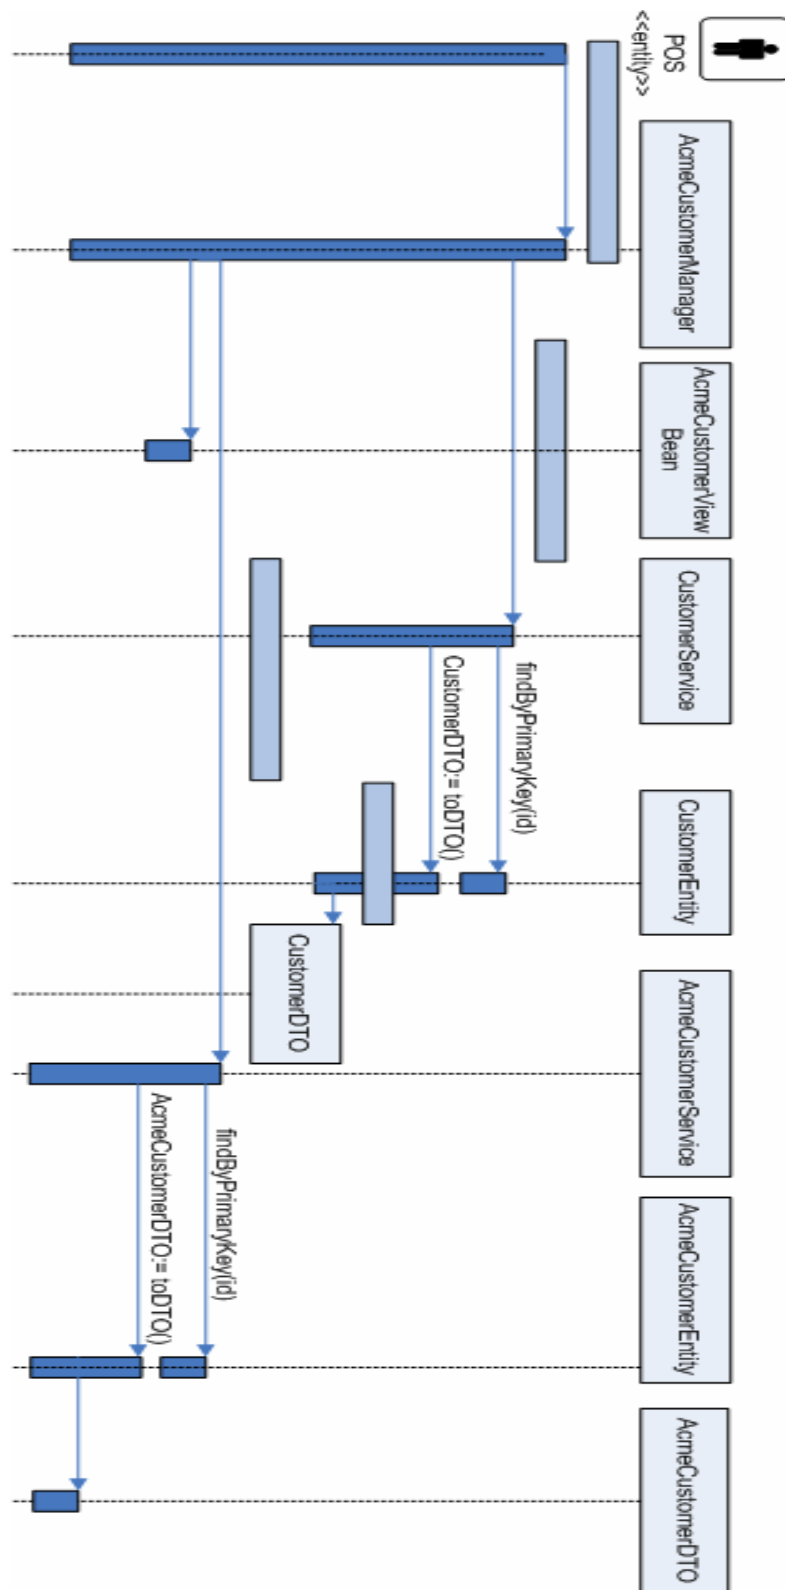 POS
<<entity>>
AcmeCustomerManager
AcmeCustomerView
Bean
CustomerService
CustomerEntity
AcmeCustomerService
AcmeCustomerEntity
AcmeCustomerDTO
findByPrimaryKey(id)
CustomerDTO:= toDTO()
CustomerDTO
findByPrimaryKey(id)
AcmeCustomerDTO:= toDTO()